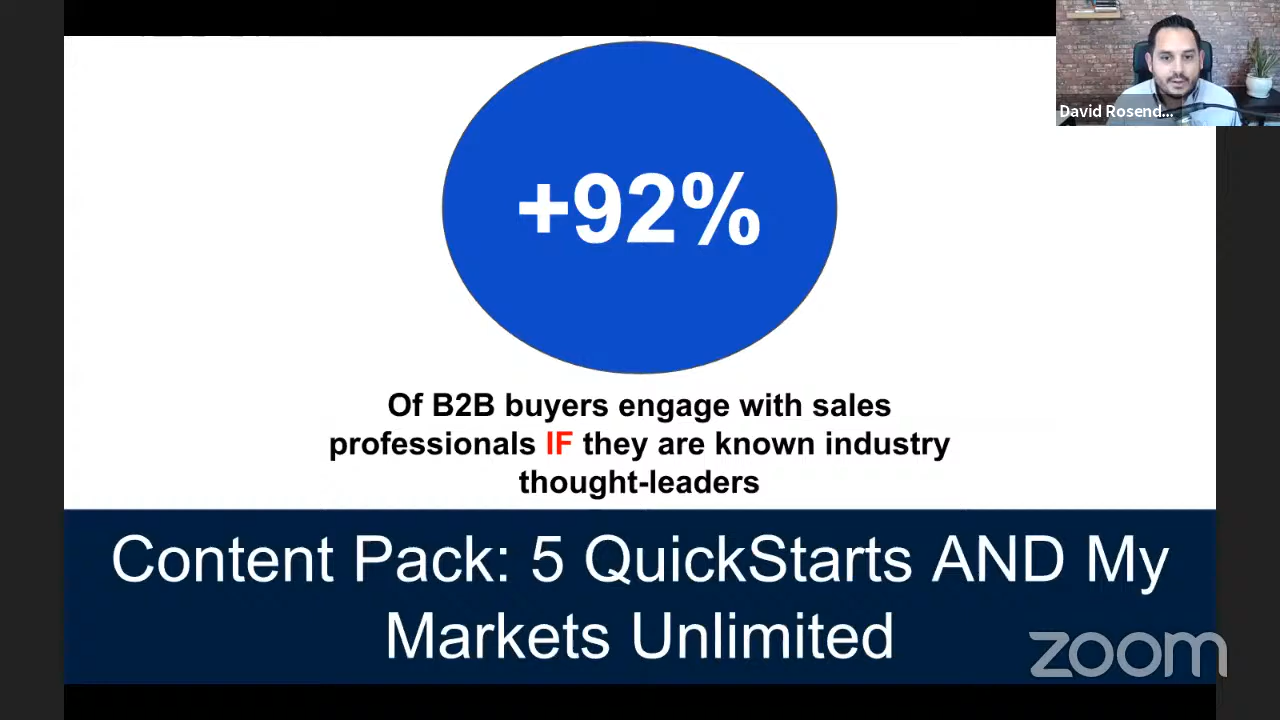 David Rosend...
+92%
Of B2B buyers engage with sales
professionals IF they are known industry
thought-leaders
Content Pack: 5 QuickStarts AND My
Markets Unlimited
zoom